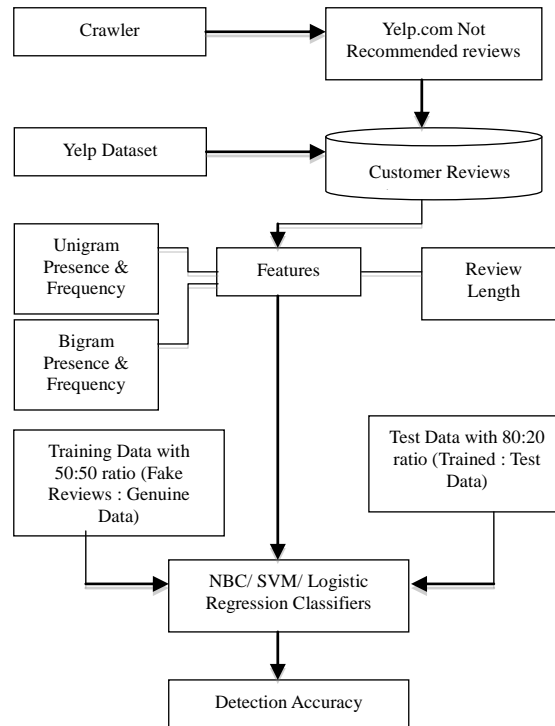 Crawler
Yelp.com Not
Recommended reviews
Yelp Dataset
Customer Reviews
Unigram
Presence &
Frequency
Features
Review
Length
Bigram
Presence &
Frequency
Training Data with
50:50 ratio (Fake
Reviews : Genuine
Data)
Test Data with 80:20
ratio (Trained : Test
Data)
NBC/ SVM/ Logistic
Regression Classifiers
Detection Accuracy